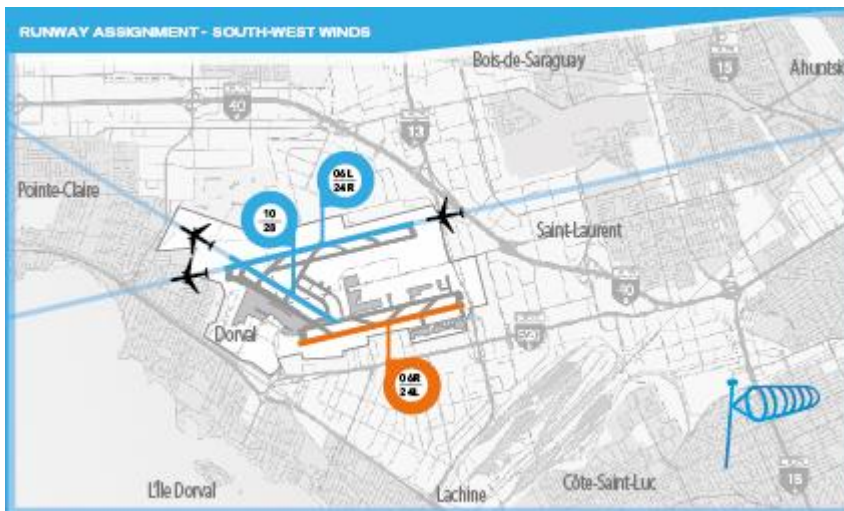 RUNWAY ASSIGNMENT - SOUTH-WEST WINDS
Bois-de-Saraguay
15
Ahuntsi
40
13
Pointe-Claire
06L
24R
10
28
Saint-Laurent
40
520
Dorval
06R
24L
L'Île Dorval
Lachine
Côte-Saint-Luc
15